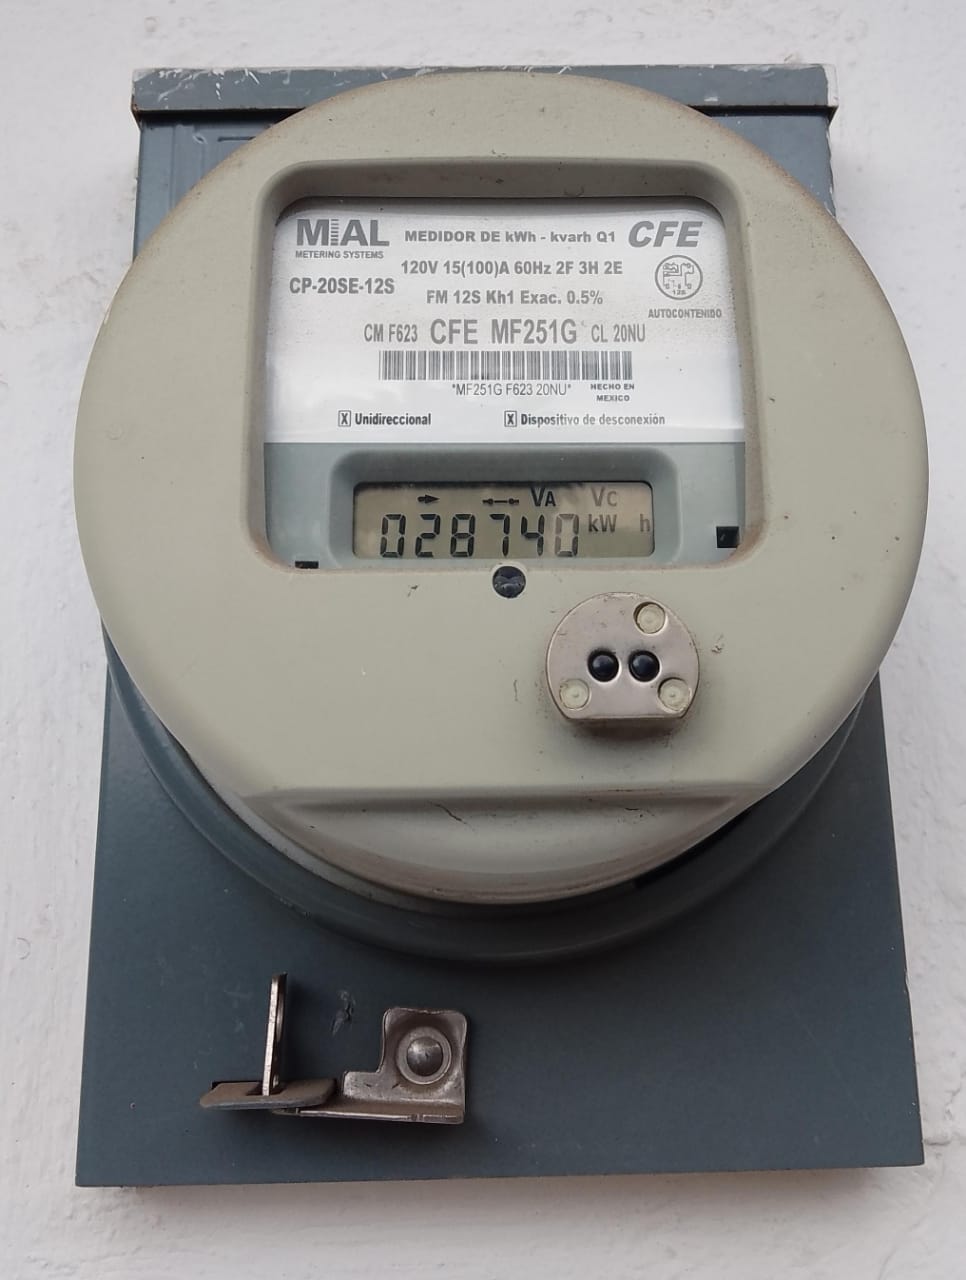 MIAL
METERING SYSTEMS
MEDIDOR DE kWh - kvarh Q1
CFE
120V 15(100)A 60Hz 2F 3H 2E
CP-20SE-12S
FM 12S Kh1 Exac. 0.5%
12S
AUTOCONTENIDO
CM F623 CFE MF251G CL 20NU
*MF251G F623 20NU*
HECHO EN
MEXICO
X Unidireccional
X Dispositivo de desconexión
VA VC
028740 kW h